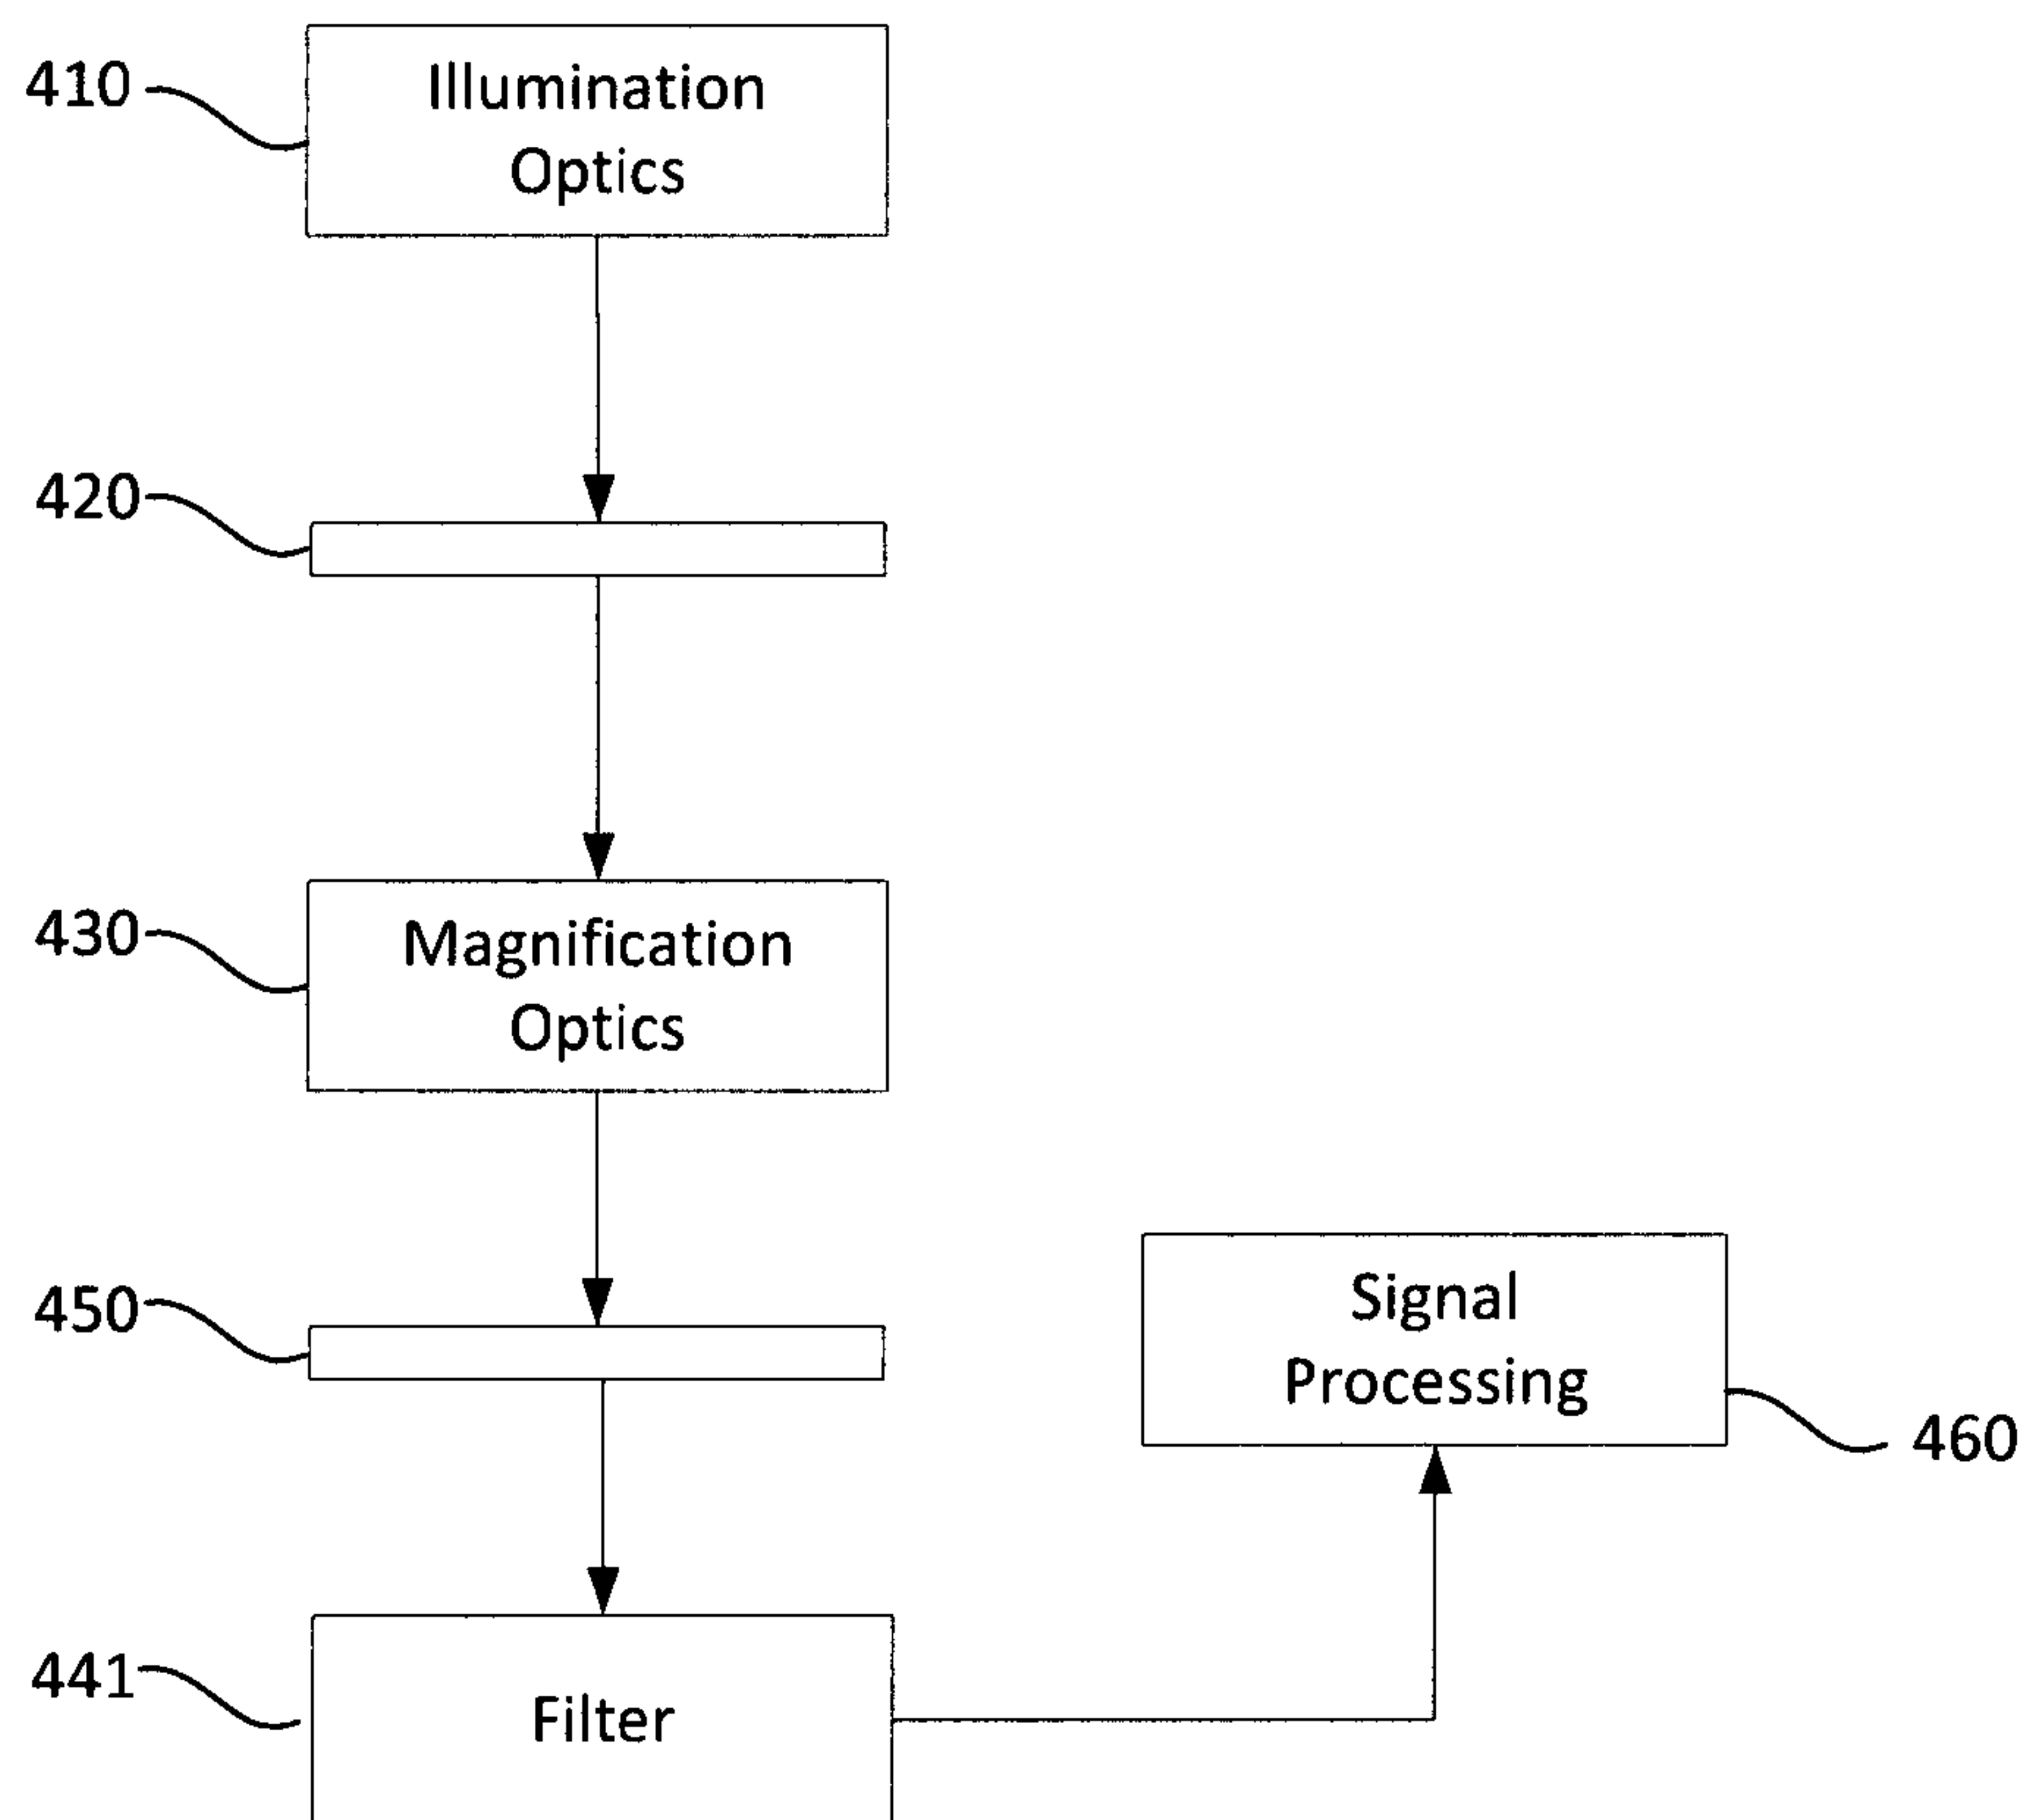 410
Illumination
Optics
420
430
Magnification
Optics
450
Signal
Processing
460
441
Filter